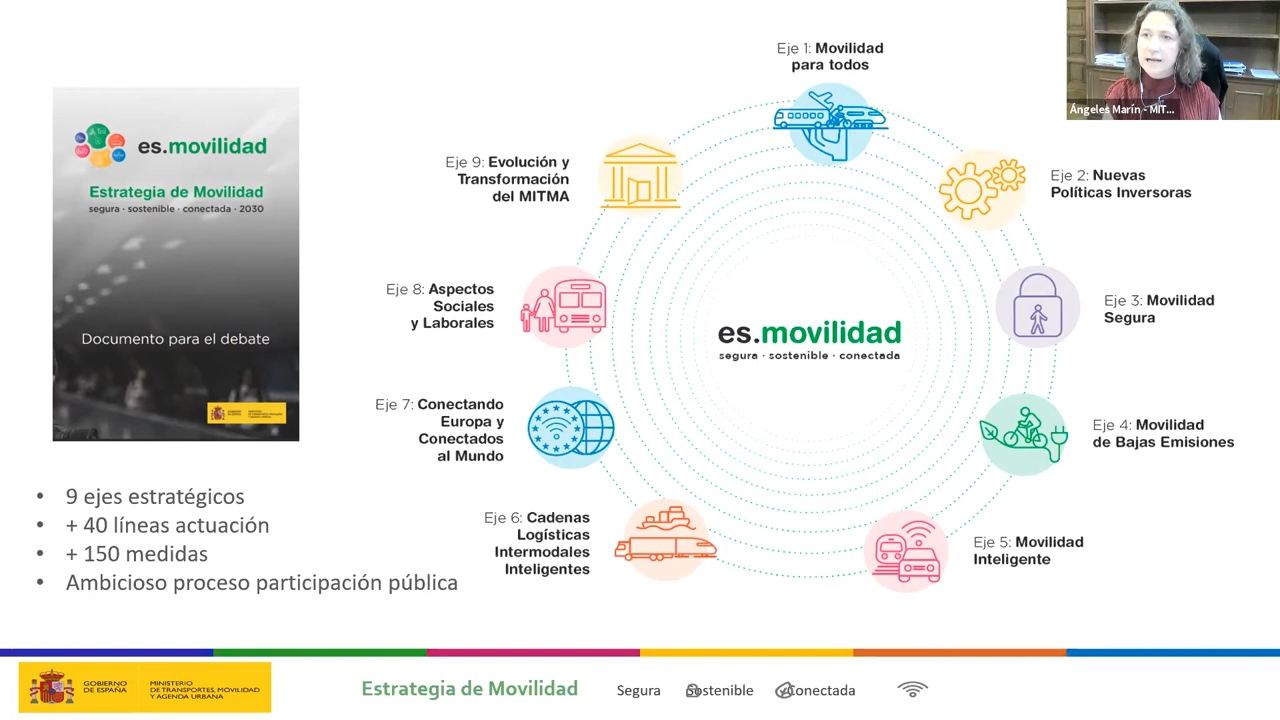 es.movilidad
Estrategia de Movilidad
segura · sostenible · conectada · 2030
Documento para el debate
• 9 ejes estratégicos
• + 40 líneas actuación
• + 150 medidas
• Ambicioso proceso participación pública
Eje 1: Movilidad
para todos
Eje 2: Nuevas
Políticas Inversoras
Eje 3: Movilidad
Segura
Eje 4: Movilidad
de Bajas Emisiones
Eje 5: Movilidad
Inteligente
Eje 6: Cadenas
Logísticas
Intermodales
Inteligentes
Eje 7: Conectando
Europa y
Conectados
al Mundo
Eje 8: Aspectos
Sociales
y Laborales
Eje 9: Evolución y
Transformación
del MITMA
es.movilidad
segura · sostenible · conectada
Ángeles Marín - MIT...
GOBIERNO
DE ESPAÑA
MINISTERIO
DE TRANSPORTES, MOVILIDAD
Y AGENDA URBANA
Estrategia de Movilidad
Segura
Sostenible
Conectada